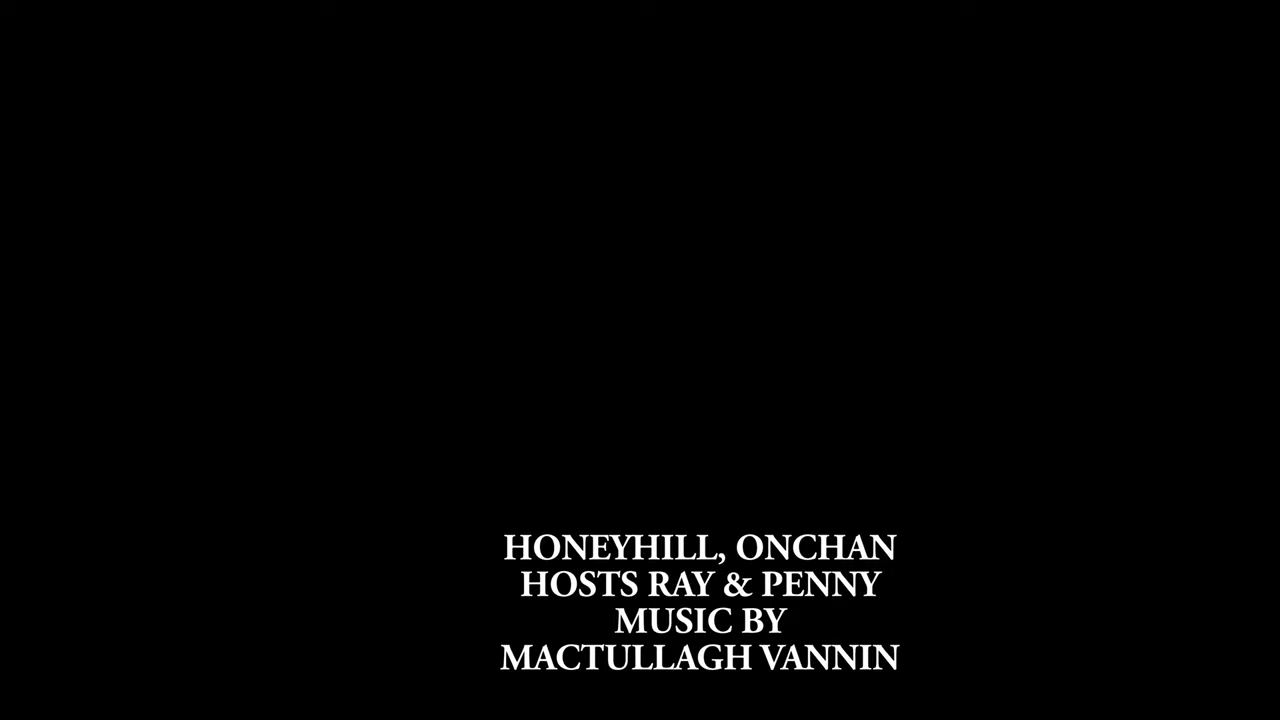 HONEYHILL, ONCHAN
HOSTS RAY & PENNY
MUSIC BY
MACTULLAGH VANNIN